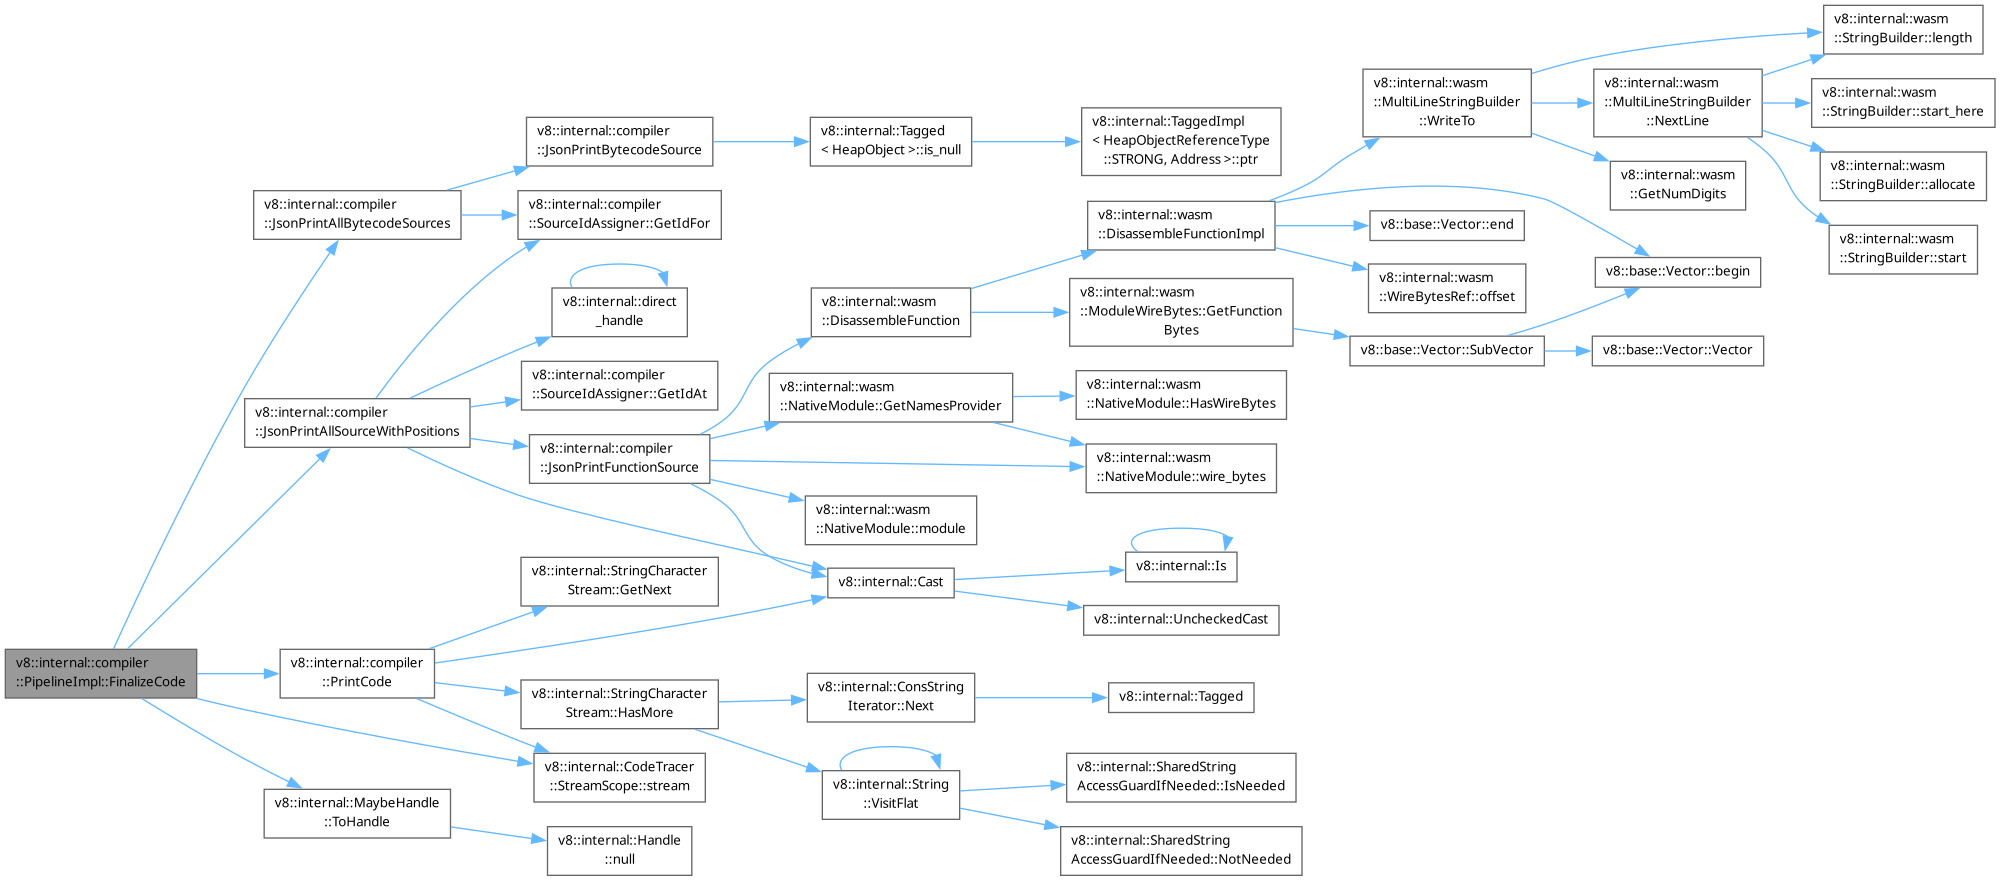 v8::internal::compiler
::PipelineImpl::FinalizeCode
v8::internal::compiler
::JsonPrintAllBytecodeSources
v8::internal::compiler
::JsonPrintAllSourceWithPositions
v8::internal::compiler
::PrintCode
v8::internal::MaybeHandle
::ToHandle
v8::internal::compiler
::JsonPrintBytecodeSource
v8::internal::compiler
::SourceIdAssigner::GetIdFor
v8::internal::direct
_handle
v8::internal::compiler
::SourceIdAssigner::GetIdAt
v8::internal::compiler
::JsonPrintFunctionSource
v8::internal::StringCharacter
Stream::GetNext
v8::internal::StringCharacter
Stream::HasMore
v8::internal::CodeTracer
::StreamScope::stream
v8::internal::Handle
::null
v8::internal::Tagged
< HeapObject >::is_null
v8::internal::wasm
::DisassembleFunction
v8::internal::wasm
::NativeModule::GetNamesProvider
v8::internal::wasm
::NativeModule::module
v8::internal::Cast
v8::internal::ConsString
Iterator::Next
v8::internal::String
::VisitFlat
v8::internal::TaggedImpl
< HeapObjectReferenceType
::STRONG, Address >::ptr
v8::internal::wasm
::DisassembleFunctionImpl
v8::internal::wasm
::ModuleWireBytes::GetFunction
Bytes
v8::internal::wasm
::NativeModule::HasWireBytes
v8::internal::wasm
::NativeModule::wire_bytes
v8::internal::Is
v8::internal::UncheckedCast
v8::internal::Tagged
v8::internal::SharedString
AccessGuardIfNeeded::IsNeeded
v8::internal::SharedString
AccessGuardIfNeeded::NotNeeded
v8::internal::wasm
::MultiLineStringBuilder
::WriteTo
v8::base::Vector::end
v8::internal::wasm
::WireBytesRef::offset
v8::base::Vector::SubVector
v8::internal::wasm
::MultiLineStringBuilder
::NextLine
v8::internal::wasm
::GetNumDigits
v8::base::Vector::begin
v8::base::Vector::Vector
v8::internal::wasm
::StringBuilder::length
v8::internal::wasm
::StringBuilder::start_here
v8::internal::wasm
::StringBuilder::allocate
v8::internal::wasm
::StringBuilder::start